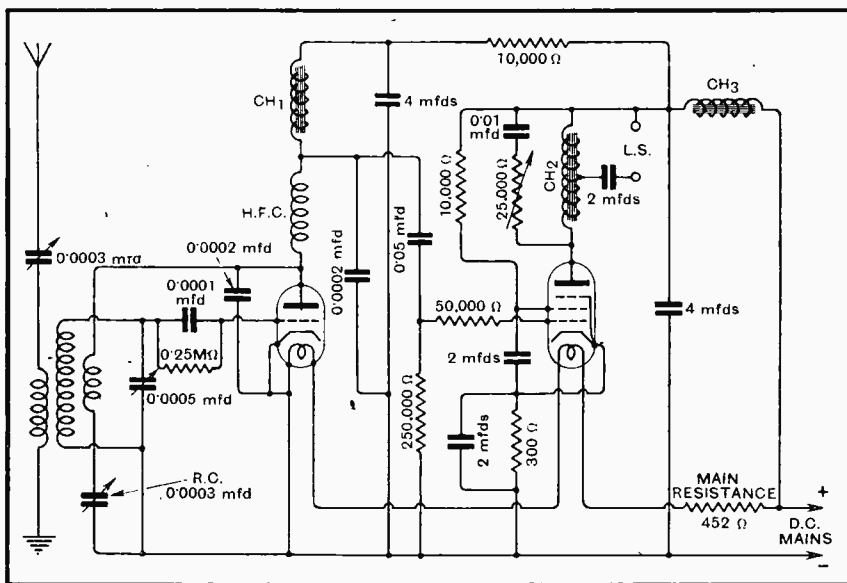 10,000 Ω
CH1
4 mfds
CH3
0·01
mfd
L.S.
10,000 Ω
25,000 Ω
CH2
2 mfds
H.F.C.
0·0002 mfd
0·05 mfd
0·0002
mfd
0·0003 mfd
0·0001
mfd
4 mfds
50,000 Ω
0·25MΩ
2 mfds
0·0005 mfd
250,000 Ω
2 mfds
300 Ω
R.C.
0·0003 mfd
MAIN
RESISTANCE
452 Ω
+
D.C.
MAINS
−